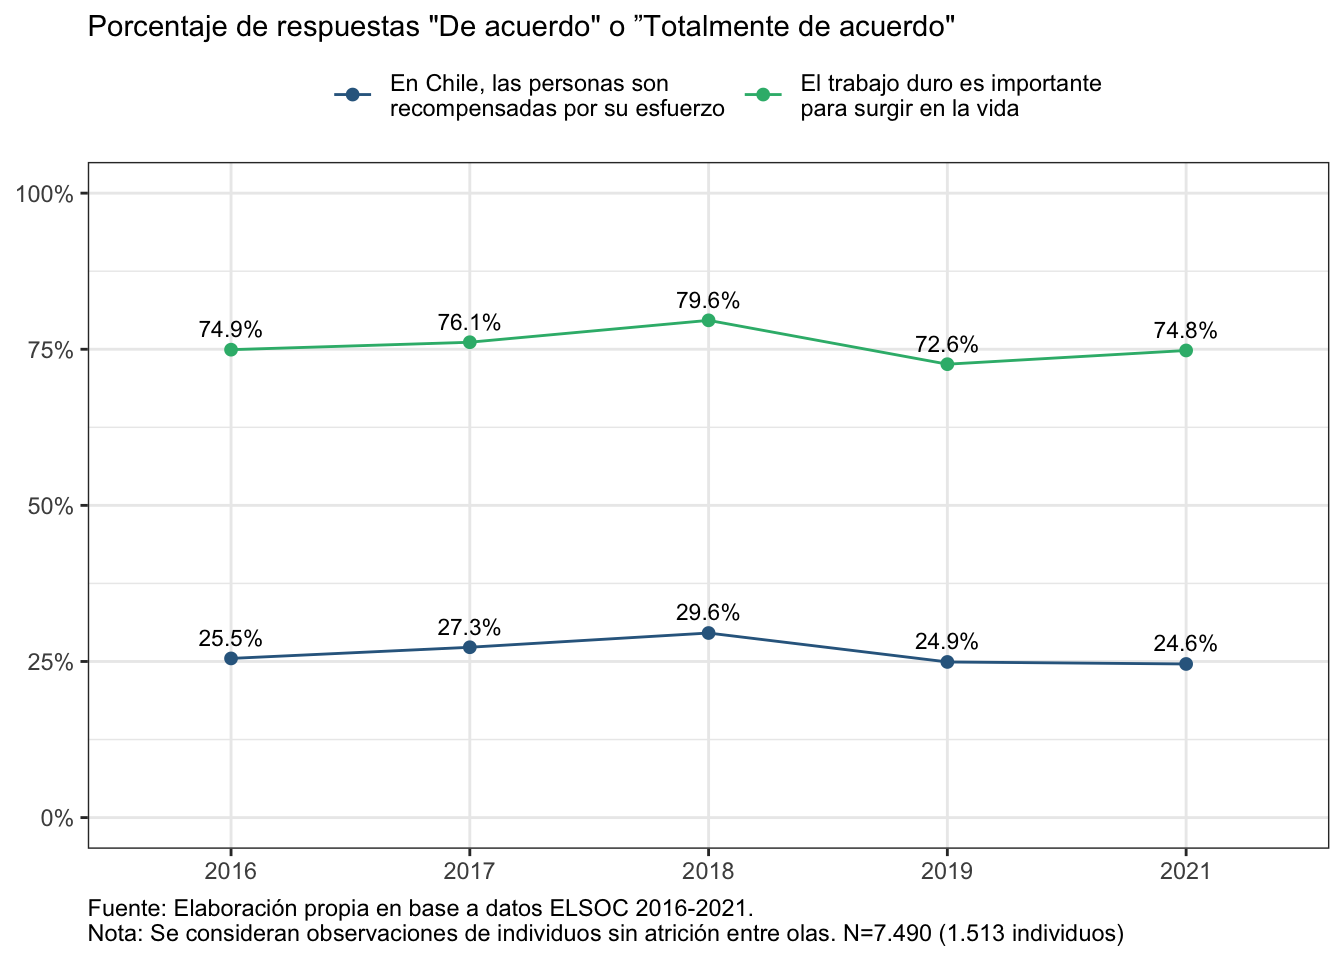 Porcentaje de respuestas "De acuerdo" o ”Totalmente de acuerdo"
En Chile, las personas son
recompensadas por su esfuerzo
El trabajo duro es importante
para surgir en la vida
100%
75%
50%
25%
0%
74.9%
76.1%
79.6%
72.6%
74.8%
25.5%
27.3%
29.6%
24.9%
24.6%
2016
2017
2018
2019
2021
Fuente: Elaboración propia en base a datos ELSOC 2016-2021.
Nota: Se consideran observaciones de individuos sin atrición entre olas. N=7.490 (1.513 individuos)